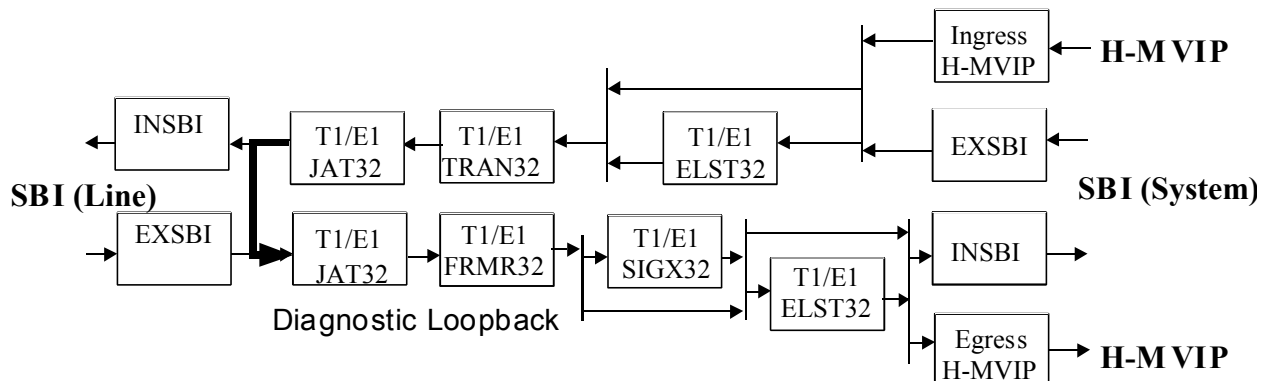 Ingress
H-MVIP
H-M VIP
INSBI
T1/E1
JAT32
T1/E1
TRAN32
T1/E1
ELST32
EXSBI
SBI (Line)
SBI (System)
EXSBI
T1/E1
JAT32
T1/E1
FRMR32
T1/E1
SIGX32
T1/E1
ELST32
INSBI
Diagnostic Loopback
Egress
H-MVIP
H-M VIP